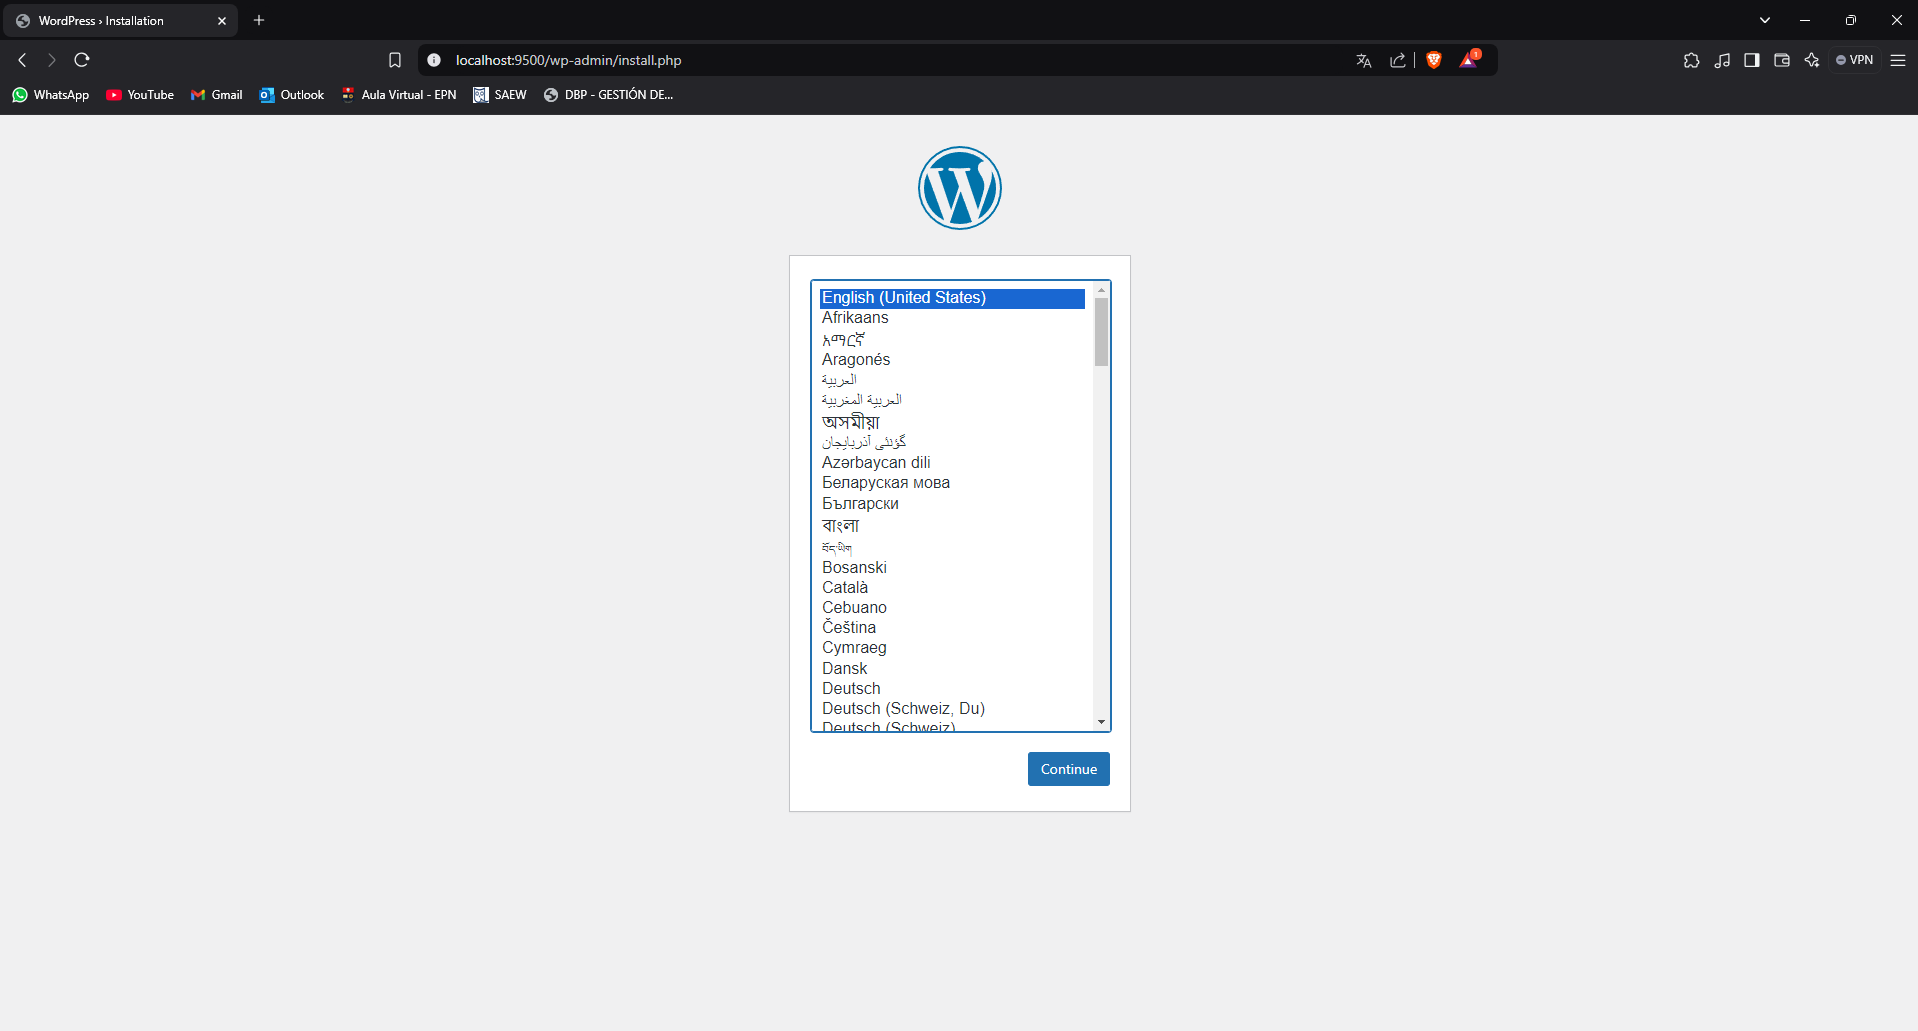 WordPress › Installation
localhost:9500/wp-admin/install.php
1
VPN
WhatsApp
YouTube
Gmail
Outlook
Aula Virtual - EPN
SAEW
DBP - GESTIÓN DE...
English (United States)
Afrikaans
አማርኛ
Aragonés
العربية
العربية المغربية
অসমীয়া
گؤنئی آذربایجان
Azərbaycan dili
Беларуская мова
Български
বাংলা
བོད་ཡིག
Bosanski
Català
Cebuano
Čeština
Cymraeg
Dansk
Deutsch
Deutsch (Schweiz, Du)
Deutsch (Schweiz)
Continue